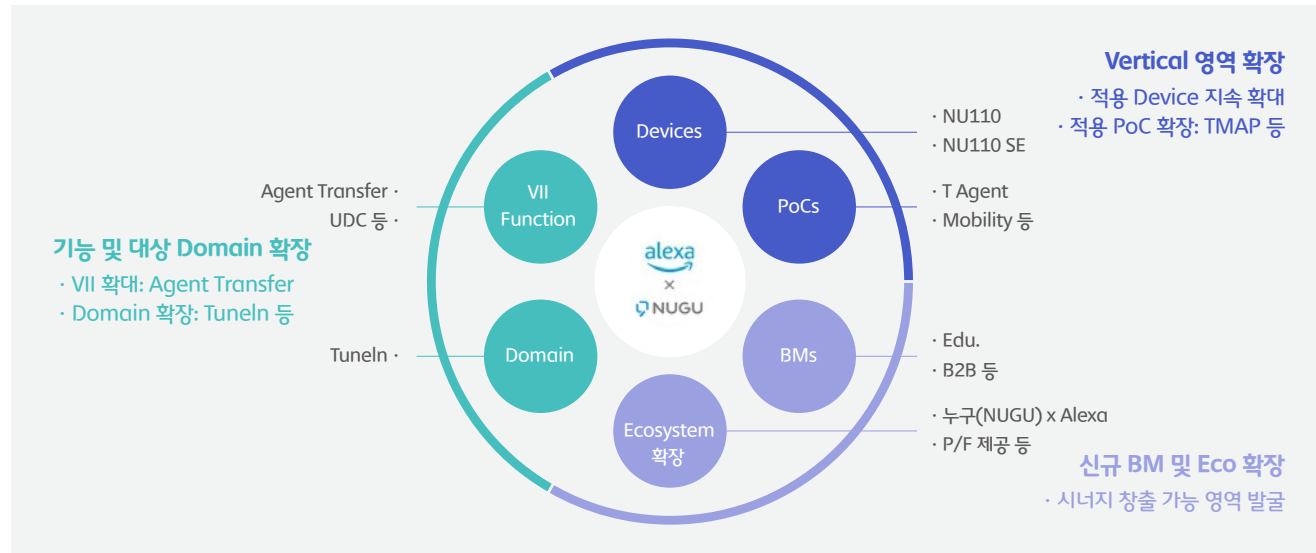 Vertical 영역 확장
· 적용 Device 지속 확대
· 적용 PoC 확장: TMAP 등
Devices
· NU110
· NU110 SE
VII
Function
Agent Transfer ·
UDC 등 ·
PoCs
· T Agent
· Mobility 등
기능 및 대상 Domain 확장
· VII 확대: Agent Transfer
· Domain 확장: Tuneln 등
alexa
×
NUGU
Domain
Tuneln ·
BMs
· Edu.
· B2B 등
Ecosystem
확장
· 누구(NUGU) x Alexa
· P/F 제공 등
신규 BM 및 Eco 확장
· 시너지 창출 가능 영역 발굴